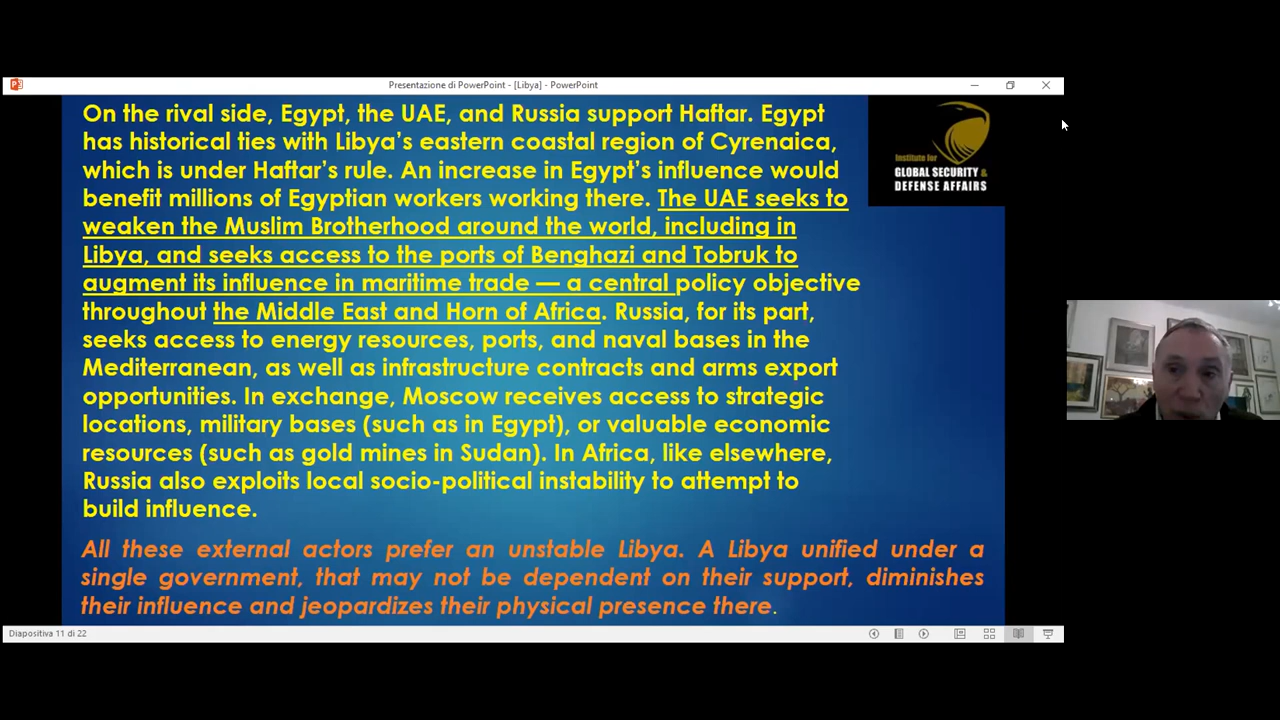 Presentazione di PowerPoint - [Libya] - PowerPoint
On the rival side, Egypt, the UAE, and Russia support Haftar. Egypt
has historical ties with Libya’s eastern coastal region of Cyrenaica,
which is under Haftar’s rule. An increase in Egypt’s influence would
benefit millions of Egyptian workers working there. The UAE seeks to
weaken the Muslim Brotherhood around the world, including in
Libya, and seeks access to the ports of Benghazi and Tobruk to
augment its influence in maritime trade — a central policy objective
throughout the Middle East and Horn of Africa. Russia, for its part,
seeks access to energy resources, ports, and naval bases in the
Mediterranean, as well as infrastructure contracts and arms export
opportunities. In exchange, Moscow receives access to strategic
locations, military bases (such as in Egypt), or valuable economic
resources (such as gold mines in Sudan). In Africa, like elsewhere,
Russia also exploits local socio-political instability to attempt to
build influence.
All these external actors prefer an unstable Libya. A Libya unified under a
single government, that may not be dependent on their support, diminishes
their influence and jeopardizes their physical presence there.
Institute for
GLOBAL SECURITY &
DEFENSE AFFAIRS
Diapositiva 11 di 22